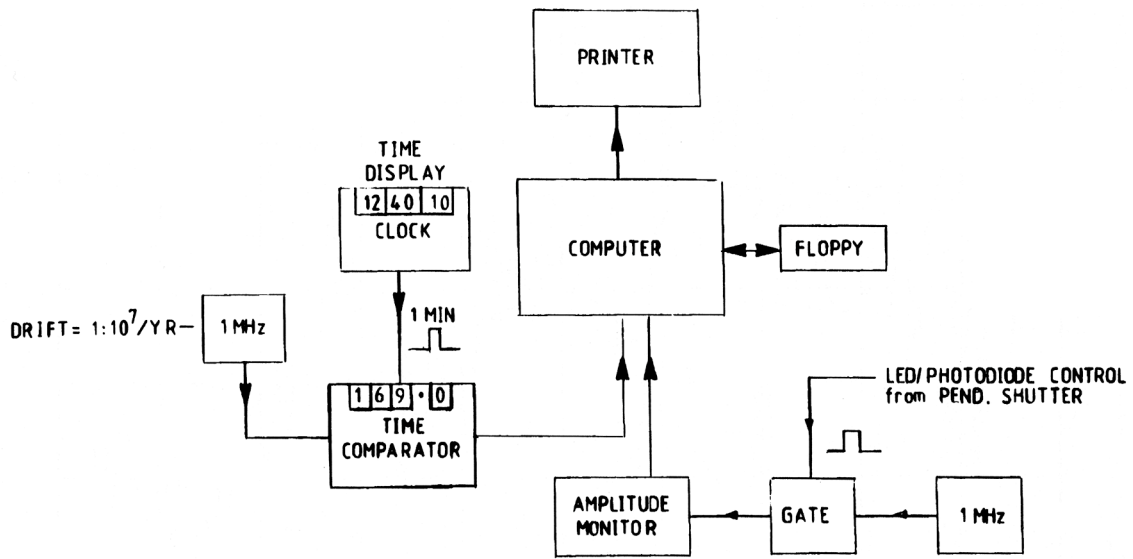 PRINTER
TIME
DISPLAY
12 40 10
CLOCK
COMPUTER
FLOPPY
DRIFT = 1:10⁷/YR
1 MHz
1 MIN
1 6 9 . 0
TIME
COMPARATOR
LED/PHOTODIODE CONTROL
from PEND. SHUTTER
AMPLITUDE
MONITOR
GATE
1 MHz